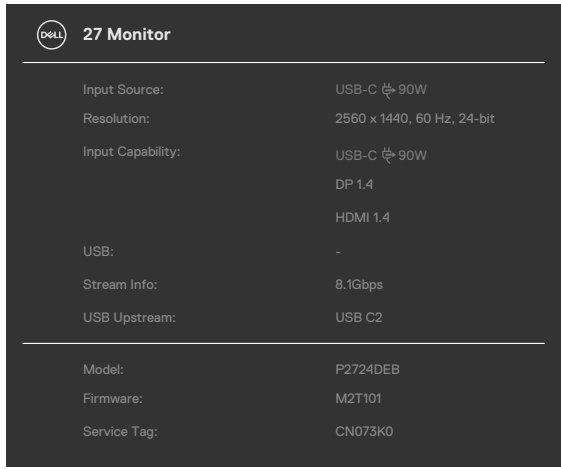 DELL 27 Monitor
Input Source: USB-C 90W
Resolution: 2560 x 1440, 60 Hz, 24-bit
Input Capability: USB-C 90W
DP 1.4
HDMI 1.4
USB: -
Stream Info: 8.1Gbps
USB Upstream: USB C2
Model: P2724DEB
Firmware: M2T101
Service Tag: CN073K0